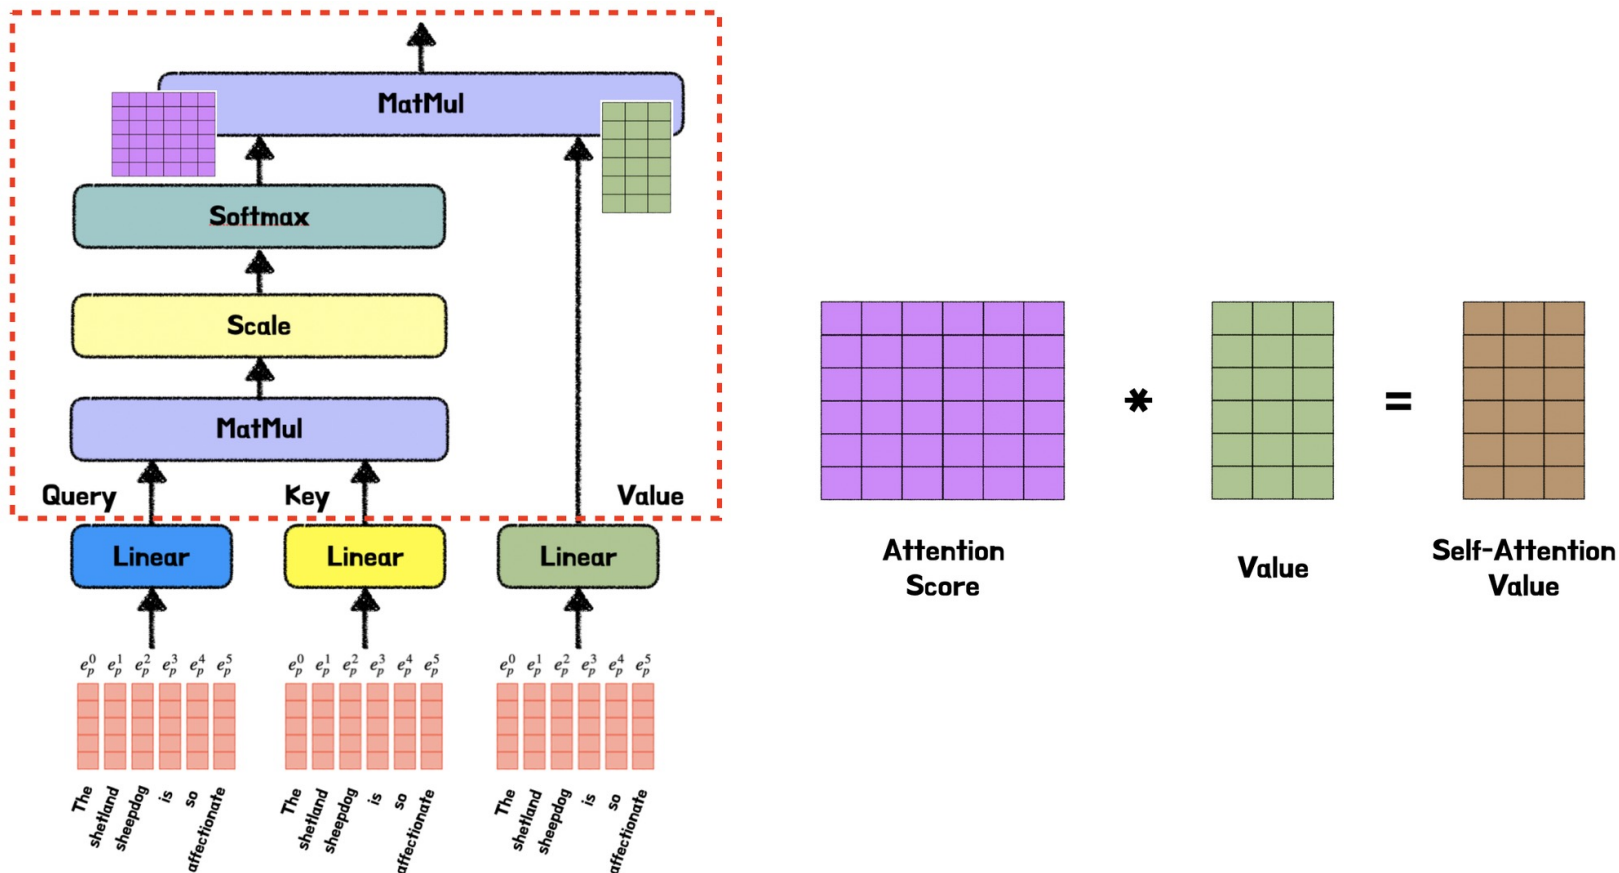 MatMul
Softmax
Scale
MatMul
Query
Key
Value
Linear
Linear
Linear
e_p^0 e_p^1 e_p^2 e_p^3 e_p^4 e_p^5
e_p^0 e_p^1 e_p^2 e_p^3 e_p^4 e_p^5
e_p^0 e_p^1 e_p^2 e_p^3 e_p^4 e_p^5
The
shetland
sheepdog
is
so
affectionate
The
shetland
sheepdog
is
so
affectionate
The
shetland
sheepdog
is
so
affectionate
* =
Attention
Score
Value
Self-Attention
Value